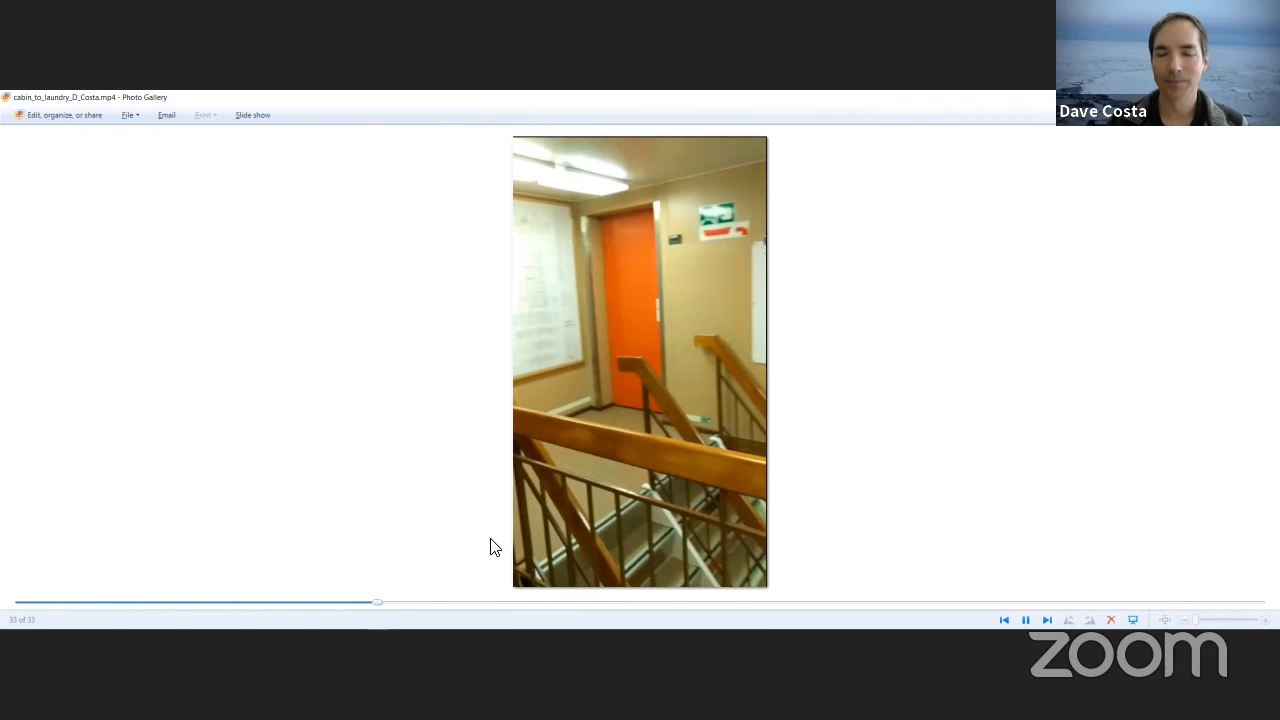 cabin_to_laundry_D_Costa.mp4 - Photo Gallery
Edit, organize, or share File Email Print Slide show
Dave Costa
33 of 33
zoom